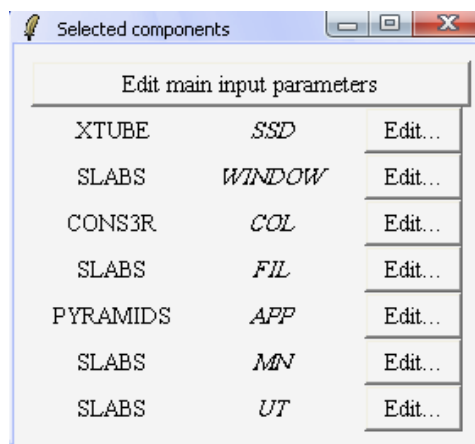 Selected components
Edit main input parameters
XTUBE SSD Edit...
SLABS WINDOW Edit...
CONS3R COL Edit...
SLABS FIL Edit...
PYRAMIDS APP Edit...
SLABS MN Edit...
SLABS UT Edit...